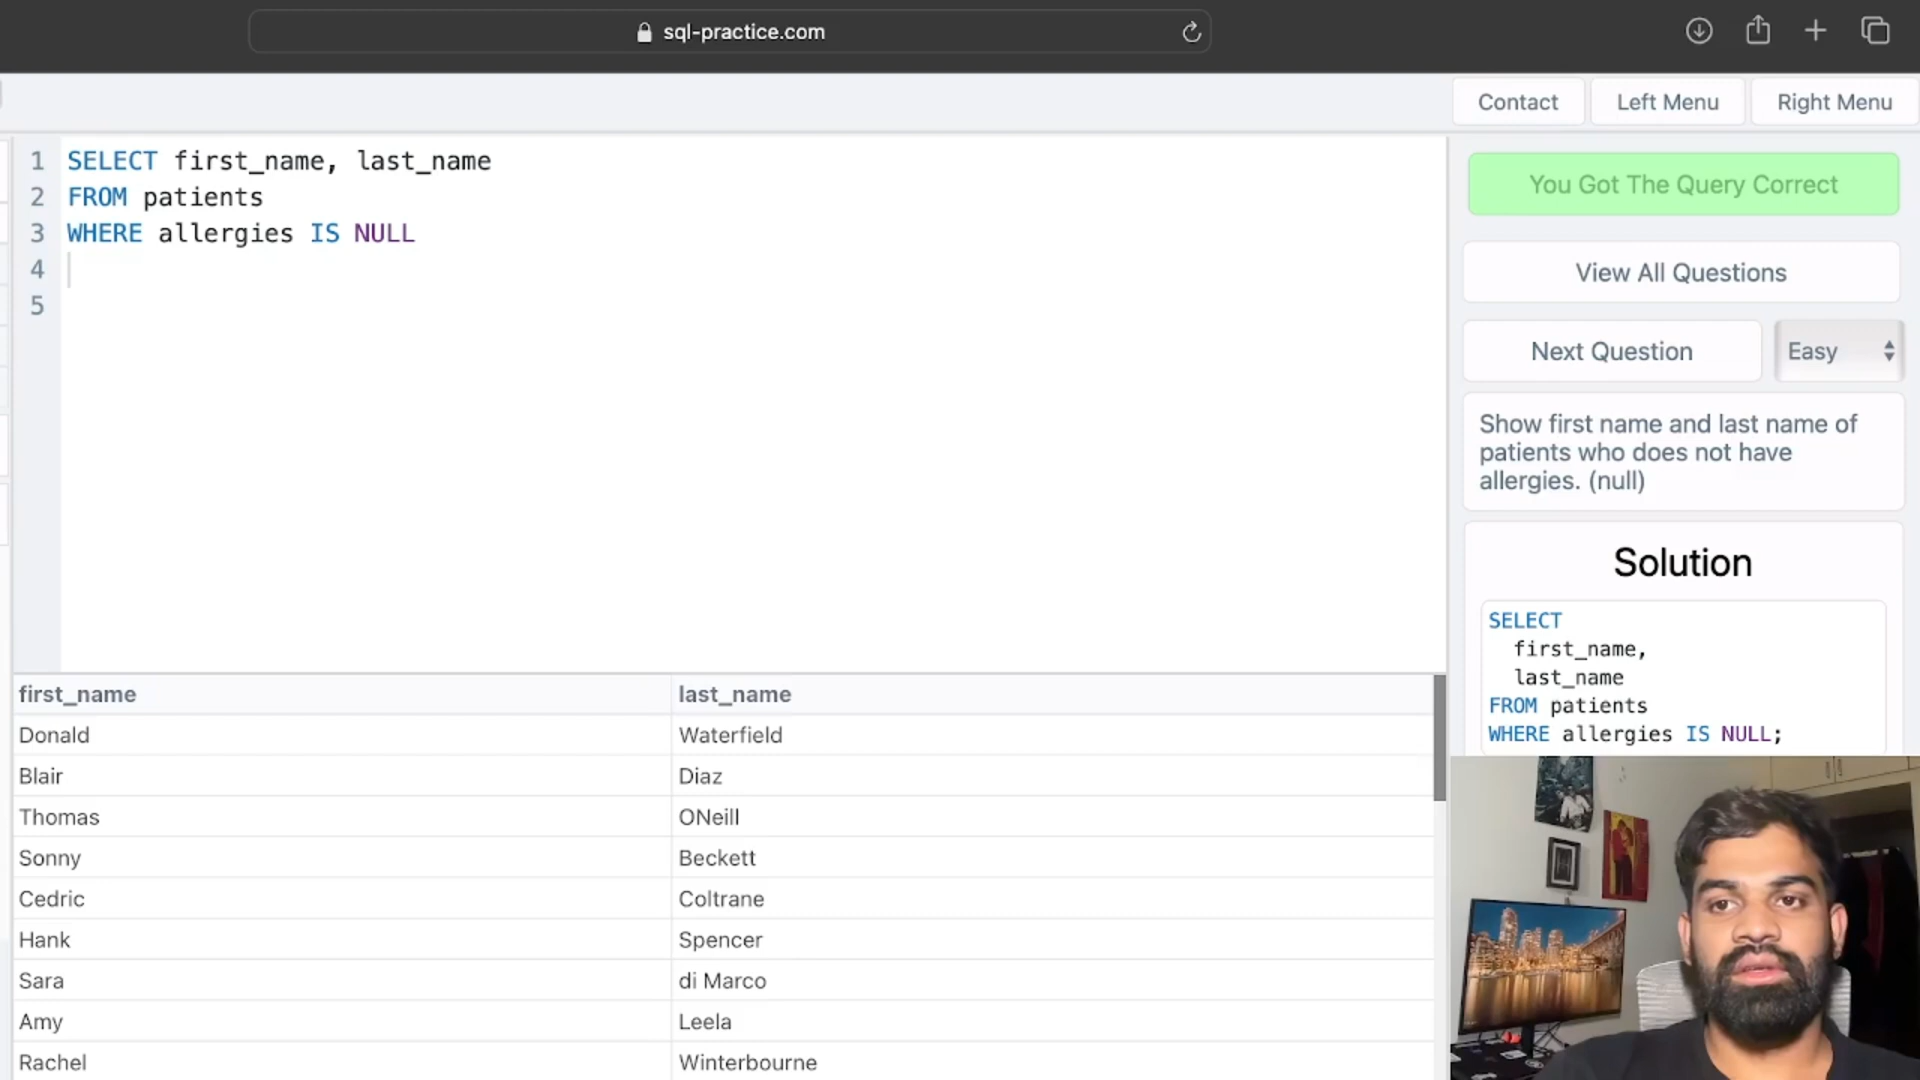 sql-practice.com
Contact
Left Menu
Right Menu
1 SELECT first_name, last_name
2 FROM patients
3 WHERE allergies IS NULL
4
5
You Got The Query Correct
View All Questions
Next Question
Easy
Show first name and last name of
patients who does not have
allergies. (null)
Solution
SELECT
first_name,
last_name
FROM patients
WHERE allergies IS NULL;
first_name last_name
Donald Waterfield
Blair Diaz
Thomas ONeill
Sonny Beckett
Cedric Coltrane
Hank Spencer
Sara di Marco
Amy Leela
Rachel Winterbourne